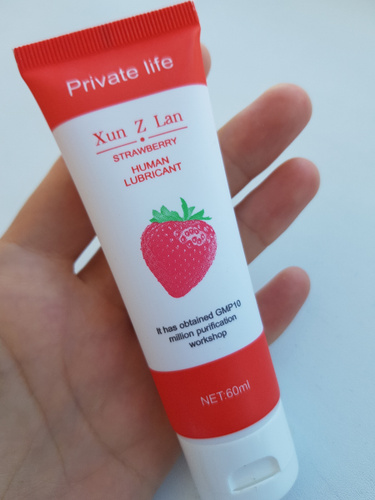 Private life
Xun Z Lan
STRAWBERRY
HUMAN
LUBRICANT
It has obtained GMP10
million purification
workshop
NET:60ml